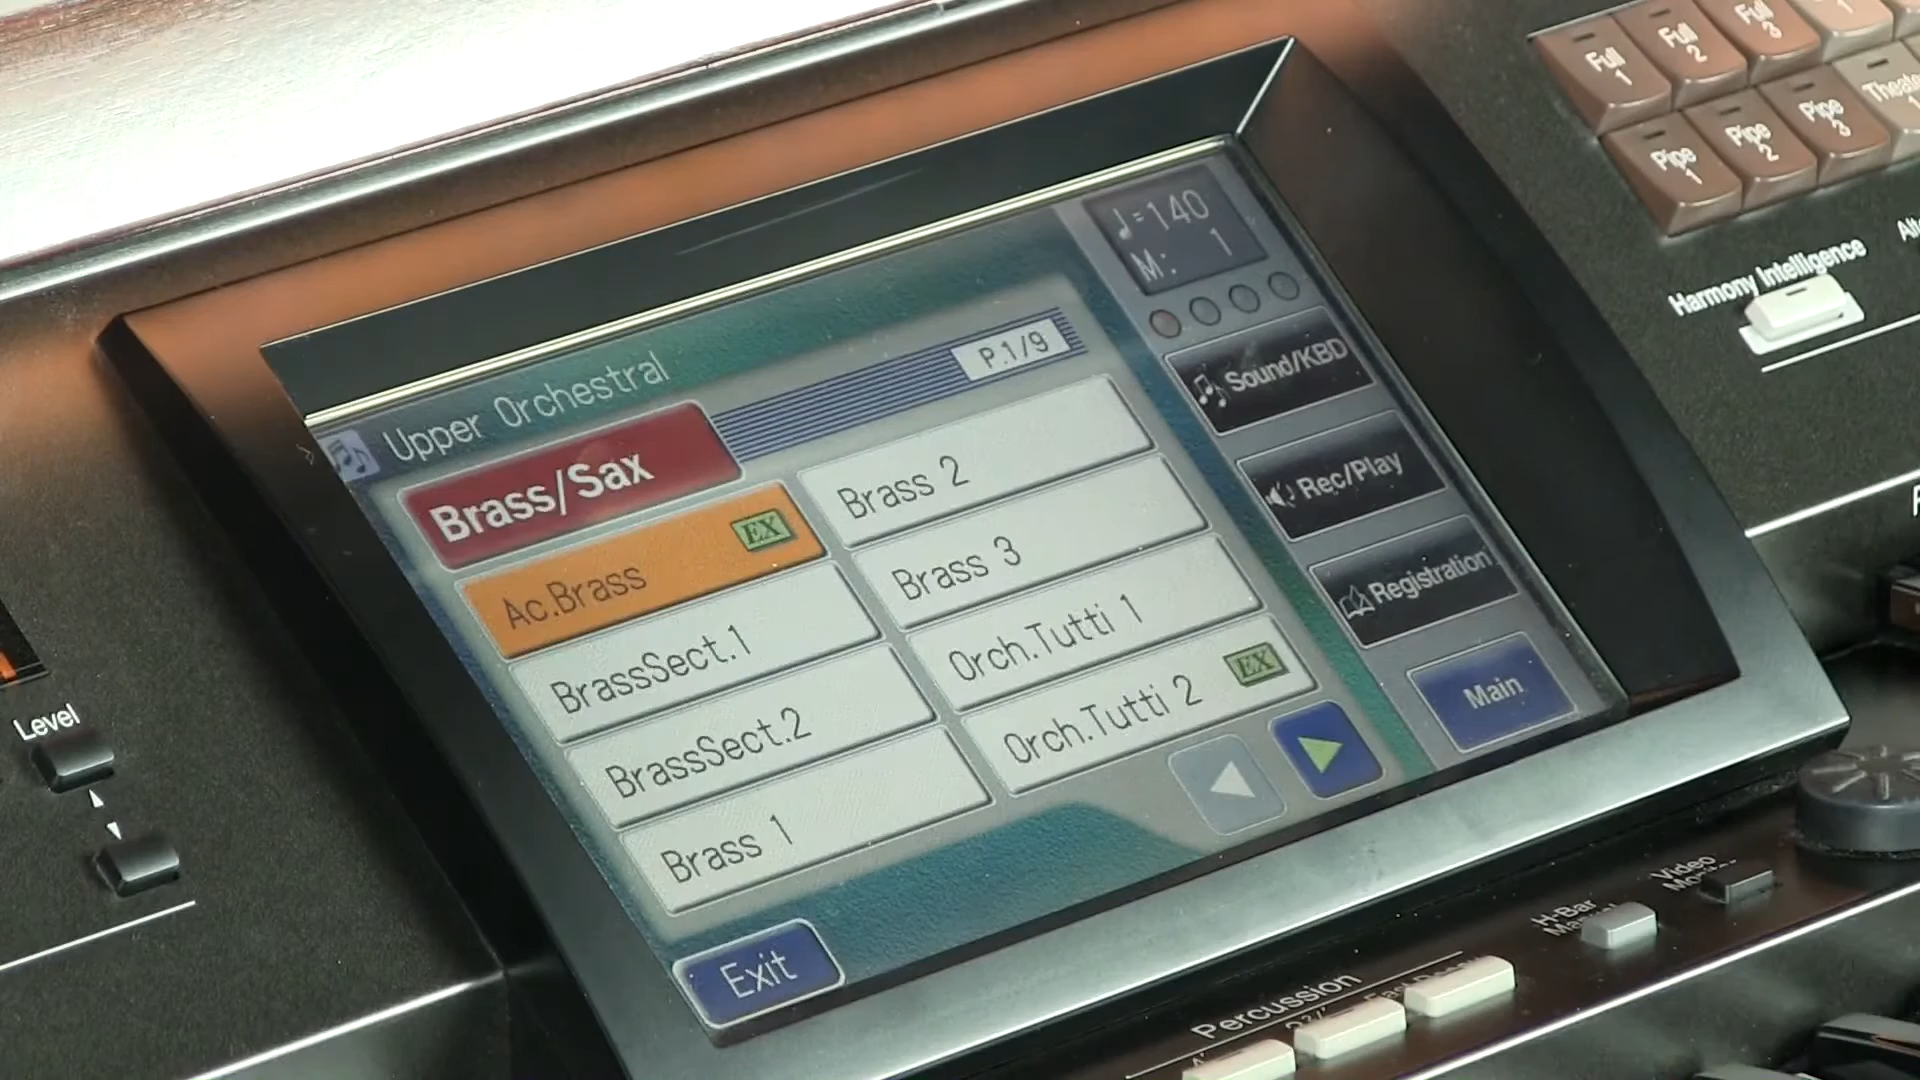 Full 1
Full 2
Full 3
1
Pipe 1
Pipe 2
Pipe 3
1
Harmony Intelligence
♩=140
M: 1
Upper Orchestral
P.1/9
Brass/Sax
Ac.Brass EX
BrassSect.1
BrassSect.2
Brass 1
Brass 2
Brass 3
Orch.Tutti 1
Orch.Tutti 2 EX
Sound/KBD
Rec/Play
Registration
Main
Exit
Level
Video
H-Bar
Percussion